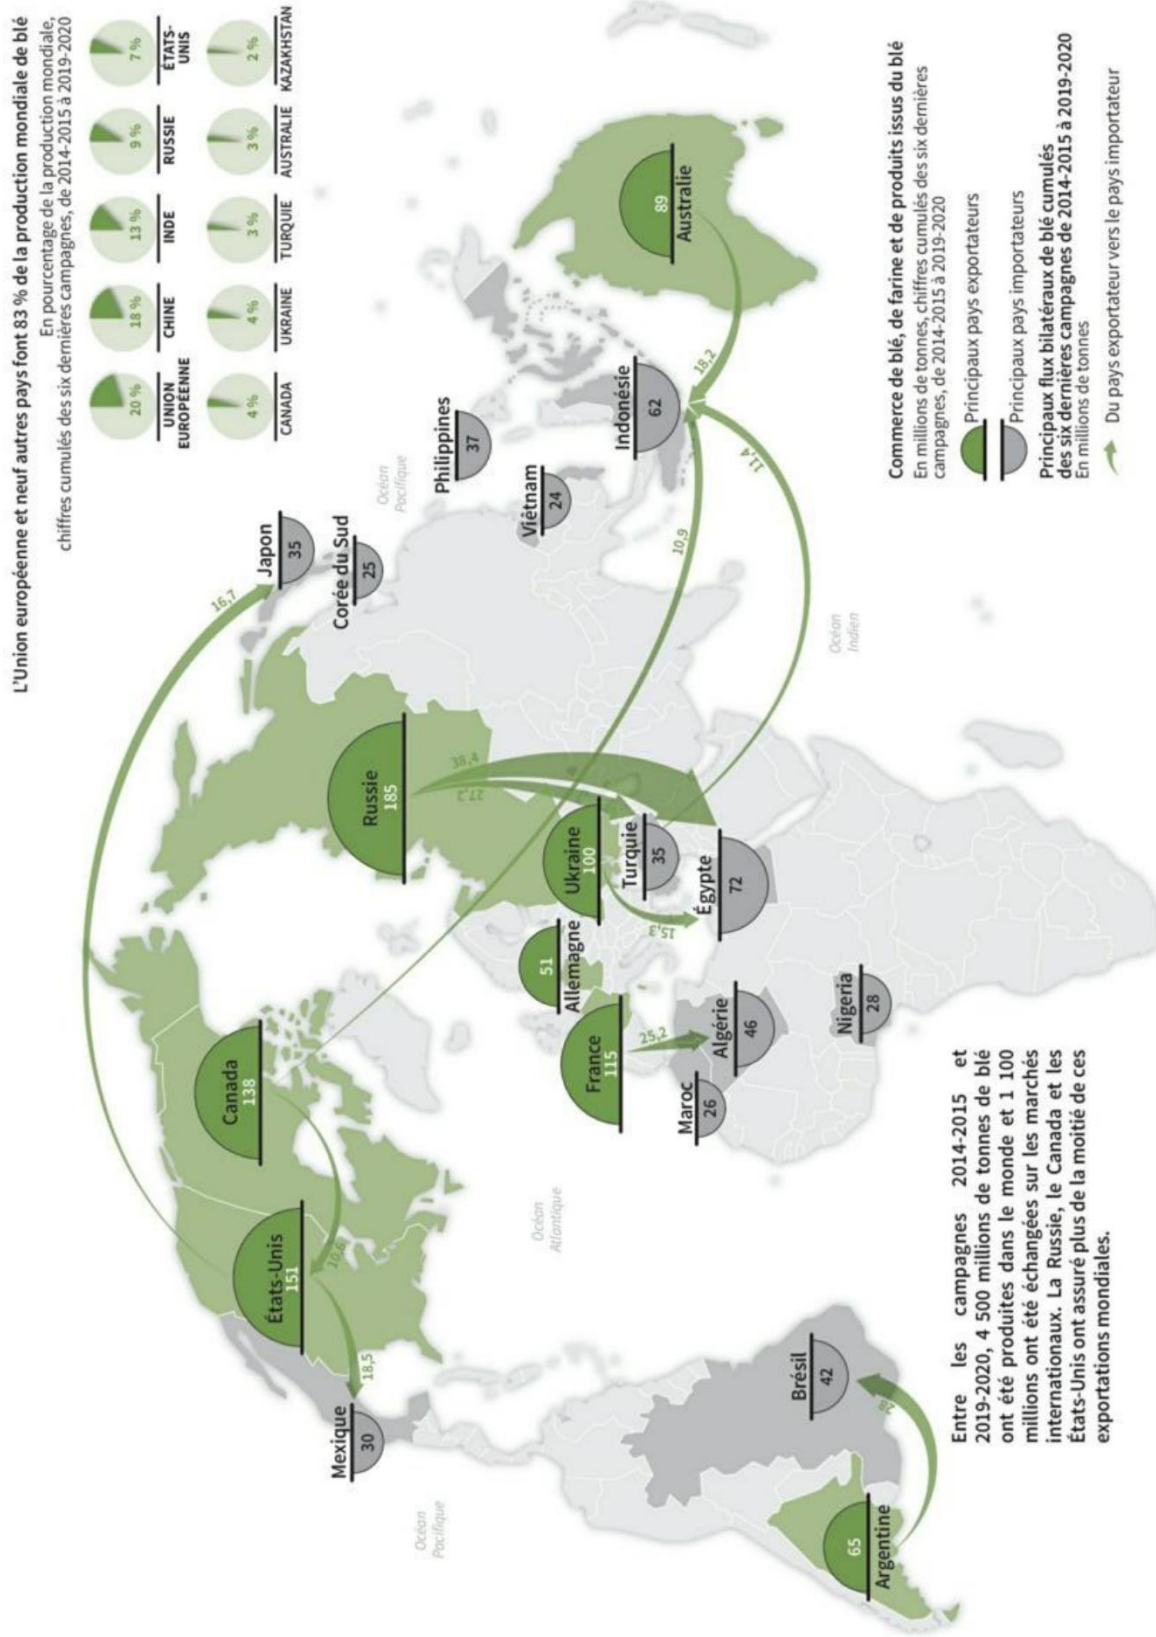 L'Union européenne et neuf autres pays font 83 % de la production mondiale de blé
En pourcentage de la production mondiale,
chiffres cumulés des six dernières campagnes, de 2014-2015 à 2019-2020
20 %
UNION
EUROPÉENNE
18 %
CHINE
13 %
INDE
9 %
RUSSIE
7 %
ÉTATS-
UNIS
4 %
CANADA
4 %
UKRAINE
3 %
TURQUIE
3 %
AUSTRALIE
2 %
KAZAKHSTAN
16,7
Canada
138
États-Unis
151
10,6
18,5
Mexique
30
Océan
Pacifique
Océan
Atlantique
Russie
185
38,4
27,2
Japon
35
Corée du Sud
25
Océan
Pacifique
Philippines
37
Viêtnam
24
Allemagne
51
Ukraine
100
France
115
Turquie
35
15,3
25,2
Égypte
72
Maroc
26
Algérie
46
Nigeria
28
Indonésie
62
10,9
18,2
11,4
Australie
89
Océan
Indien
Brésil
42
28
Argentine
65
Entre les campagnes 2014-2015 et
2019-2020, 4 500 millions de tonnes de blé
ont été produites dans le monde et 1 100
millions ont été échangées sur les marchés
internationaux. La Russie, le Canada et les
États-Unis ont assuré plus de la moitié de ces
exportations mondiales.
Commerce de blé, de farine et de produits issus du blé
En millions de tonnes, chiffres cumulés des six dernières
campagnes, de 2014-2015 à 2019-2020
Principaux pays exportateurs
Principaux pays importateurs
Principaux flux bilatéraux de blé cumulés
des six dernières campagnes de 2014-2015 à 2019-2020
En millions de tonnes
Du pays exportateur vers le pays importateur